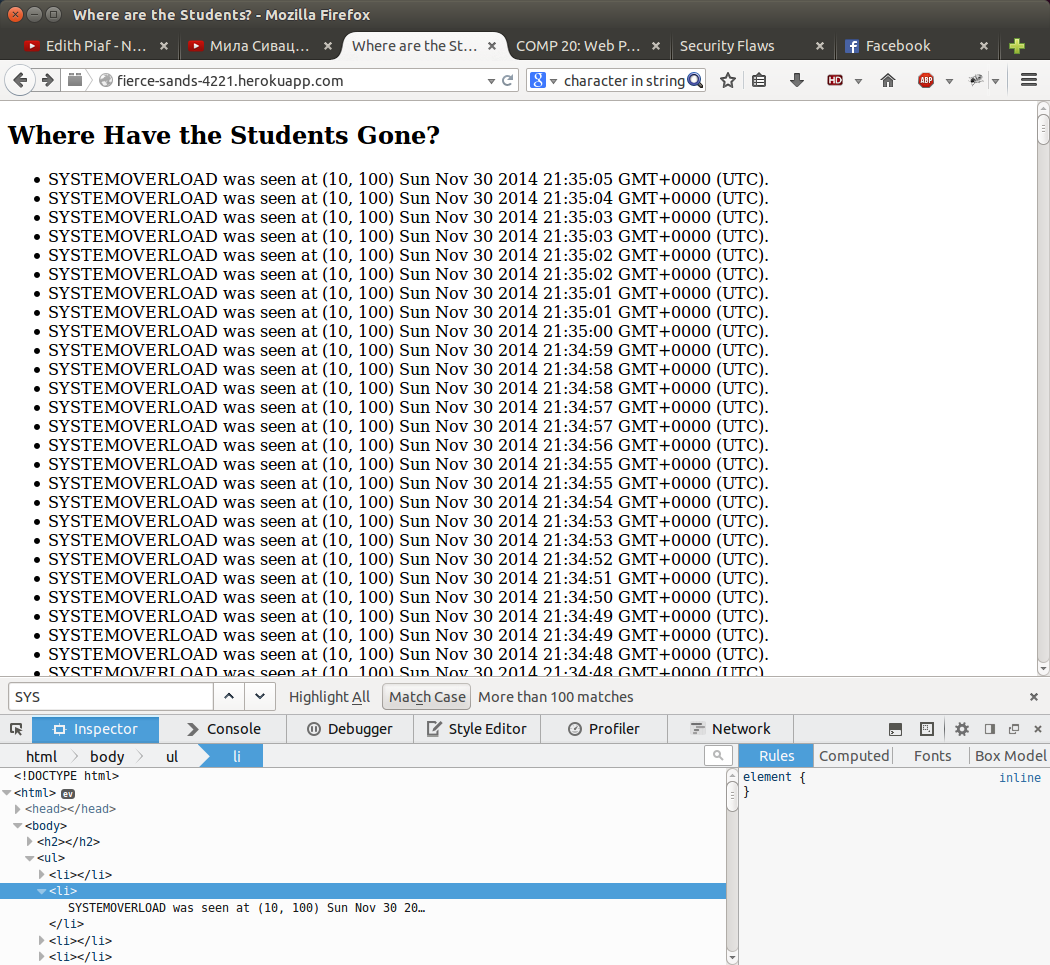 Where are the Students? - Mozilla Firefox
Edith Piaf - N... Мила Сивац... Where are the St... COMP 20: Web P... Security Flaws Facebook
fierce-sands-4221.herokuapp.com character in string HD ABP
Where Have the Students Gone?
• SYSTEMOVERLOAD was seen at (10, 100) Sun Nov 30 2014 21:35:05 GMT+0000 (UTC).
• SYSTEMOVERLOAD was seen at (10, 100) Sun Nov 30 2014 21:35:04 GMT+0000 (UTC).
• SYSTEMOVERLOAD was seen at (10, 100) Sun Nov 30 2014 21:35:03 GMT+0000 (UTC).
• SYSTEMOVERLOAD was seen at (10, 100) Sun Nov 30 2014 21:35:03 GMT+0000 (UTC).
• SYSTEMOVERLOAD was seen at (10, 100) Sun Nov 30 2014 21:35:02 GMT+0000 (UTC).
• SYSTEMOVERLOAD was seen at (10, 100) Sun Nov 30 2014 21:35:02 GMT+0000 (UTC).
• SYSTEMOVERLOAD was seen at (10, 100) Sun Nov 30 2014 21:35:01 GMT+0000 (UTC).
• SYSTEMOVERLOAD was seen at (10, 100) Sun Nov 30 2014 21:35:01 GMT+0000 (UTC).
• SYSTEMOVERLOAD was seen at (10, 100) Sun Nov 30 2014 21:35:00 GMT+0000 (UTC).
• SYSTEMOVERLOAD was seen at (10, 100) Sun Nov 30 2014 21:34:59 GMT+0000 (UTC).
• SYSTEMOVERLOAD was seen at (10, 100) Sun Nov 30 2014 21:34:58 GMT+0000 (UTC).
• SYSTEMOVERLOAD was seen at (10, 100) Sun Nov 30 2014 21:34:58 GMT+0000 (UTC).
• SYSTEMOVERLOAD was seen at (10, 100) Sun Nov 30 2014 21:34:57 GMT+0000 (UTC).
• SYSTEMOVERLOAD was seen at (10, 100) Sun Nov 30 2014 21:34:57 GMT+0000 (UTC).
• SYSTEMOVERLOAD was seen at (10, 100) Sun Nov 30 2014 21:34:56 GMT+0000 (UTC).
• SYSTEMOVERLOAD was seen at (10, 100) Sun Nov 30 2014 21:34:55 GMT+0000 (UTC).
• SYSTEMOVERLOAD was seen at (10, 100) Sun Nov 30 2014 21:34:55 GMT+0000 (UTC).
• SYSTEMOVERLOAD was seen at (10, 100) Sun Nov 30 2014 21:34:54 GMT+0000 (UTC).
• SYSTEMOVERLOAD was seen at (10, 100) Sun Nov 30 2014 21:34:53 GMT+0000 (UTC).
• SYSTEMOVERLOAD was seen at (10, 100) Sun Nov 30 2014 21:34:53 GMT+0000 (UTC).
• SYSTEMOVERLOAD was seen at (10, 100) Sun Nov 30 2014 21:34:52 GMT+0000 (UTC).
• SYSTEMOVERLOAD was seen at (10, 100) Sun Nov 30 2014 21:34:51 GMT+0000 (UTC).
• SYSTEMOVERLOAD was seen at (10, 100) Sun Nov 30 2014 21:34:50 GMT+0000 (UTC).
• SYSTEMOVERLOAD was seen at (10, 100) Sun Nov 30 2014 21:34:49 GMT+0000 (UTC).
• SYSTEMOVERLOAD was seen at (10, 100) Sun Nov 30 2014 21:34:49 GMT+0000 (UTC).
• SYSTEMOVERLOAD was seen at (10, 100) Sun Nov 30 2014 21:34:48 GMT+0000 (UTC).
• SYSTEMOVERLOAD was seen at (10, 100) Sun Nov 30 2014 21:34:48 GMT+0000 (UTC).
SYS Highlight All Match Case More than 100 matches
Inspector Console Debugger Style Editor Profiler Network
html body ul li Rules Computed Fonts Box Model
<!DOCTYPE html> element { inline
<html> ev }
<head></head>
<body>
<h2></h2>
<ul>
<li></li>
<li>
SYSTEMOVERLOAD was seen at (10, 100) Sun Nov 30 20…
</li>
<li></li>
<li></li>